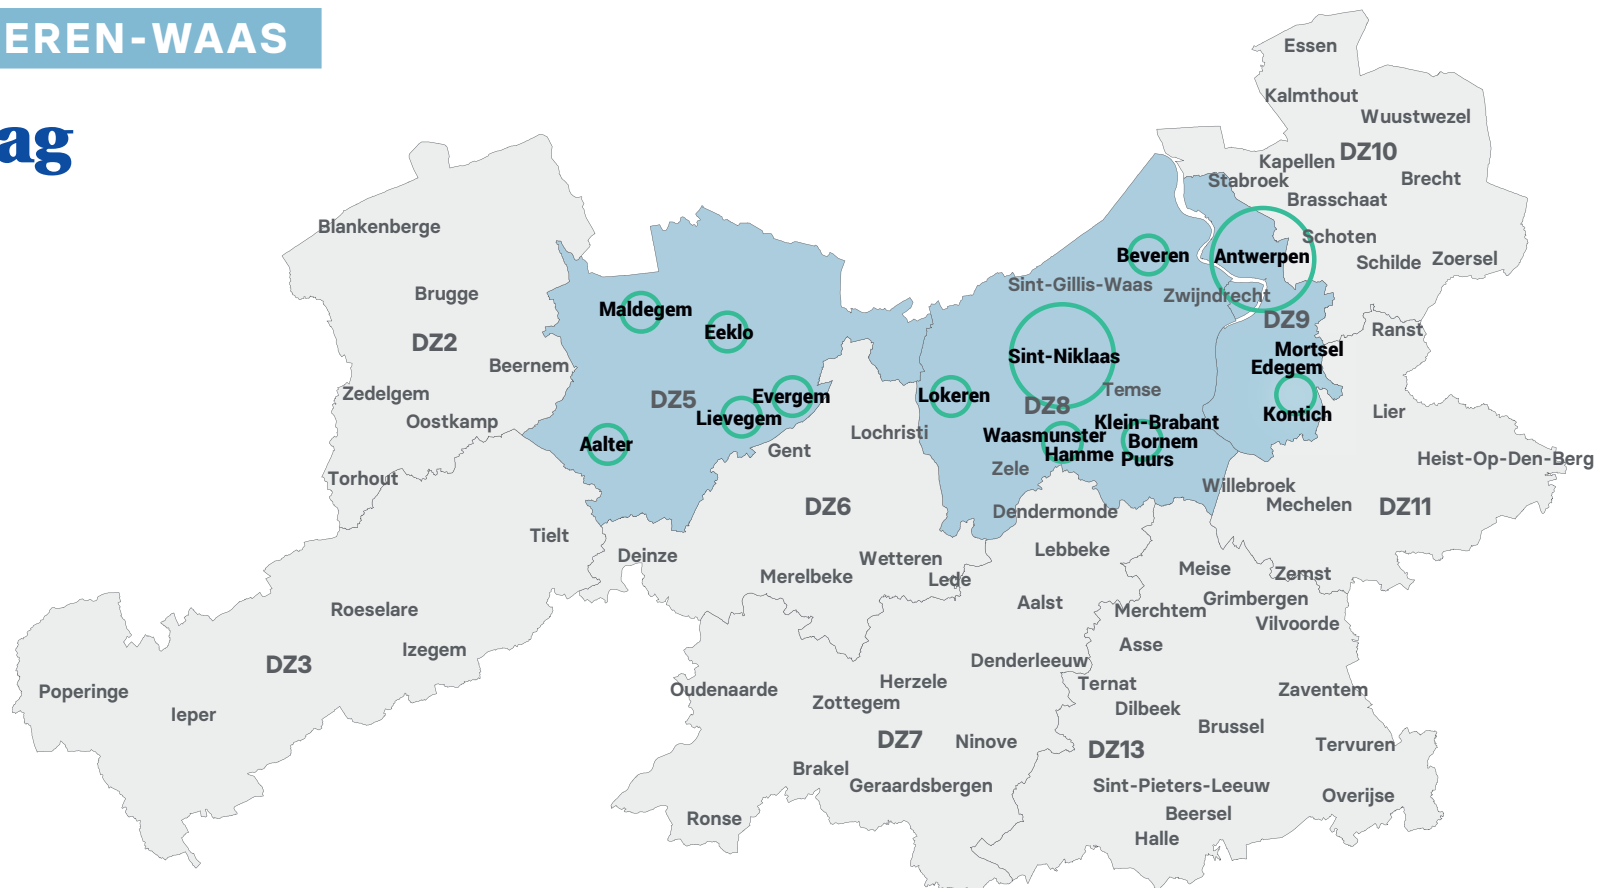 EREN-WAAS
ag
Essen
Kalmthout
Wuustwezel
DZ10
Kapellen
Stabroek
Brecht
Brasschaat
Schoten
Schilde
Zoersel
Antwerpen
Blankenberge
Brugge
DZ2
Beernem
Zedelgem
Oostkamp
Torhout
Maldegem
Eeklo
DZ5
Evergem
Lievegem
Aalter
Beveren
Sint-Gillis-Waas
Zwijndrecht
DZ9
Sint-Niklaas
Mortsel
Edegem
Kontich
Ranst
Lier
Lokeren
Temse
DZ8
Klein-Brabant
Bornem
Puurs
Waasmunster
Hamme
Zele
Lochristi
Gent
DZ6
Heist-Op-Den-Berg
Willebroek
Mechelen
DZ11
Dendermonde
Tielt
Deinze
Wetteren
Merelbeke
Lede
Lebbeke
Aalst
Meise
Zemst
Grimbergen
Merchtem
Vilvoorde
Asse
Roeselare
Izegem
DZ3
Poperinge
Ieper
Denderleeuw
Oudenaarde
Herzele
Zottegem
DZ7
Ninove
Brakel
Geraardsbergen
Ronse
Ternat
Dilbeek
Zaventem
Brussel
DZ13
Tervuren
Sint-Pieters-Leeuw
Overijse
Beersel
Halle